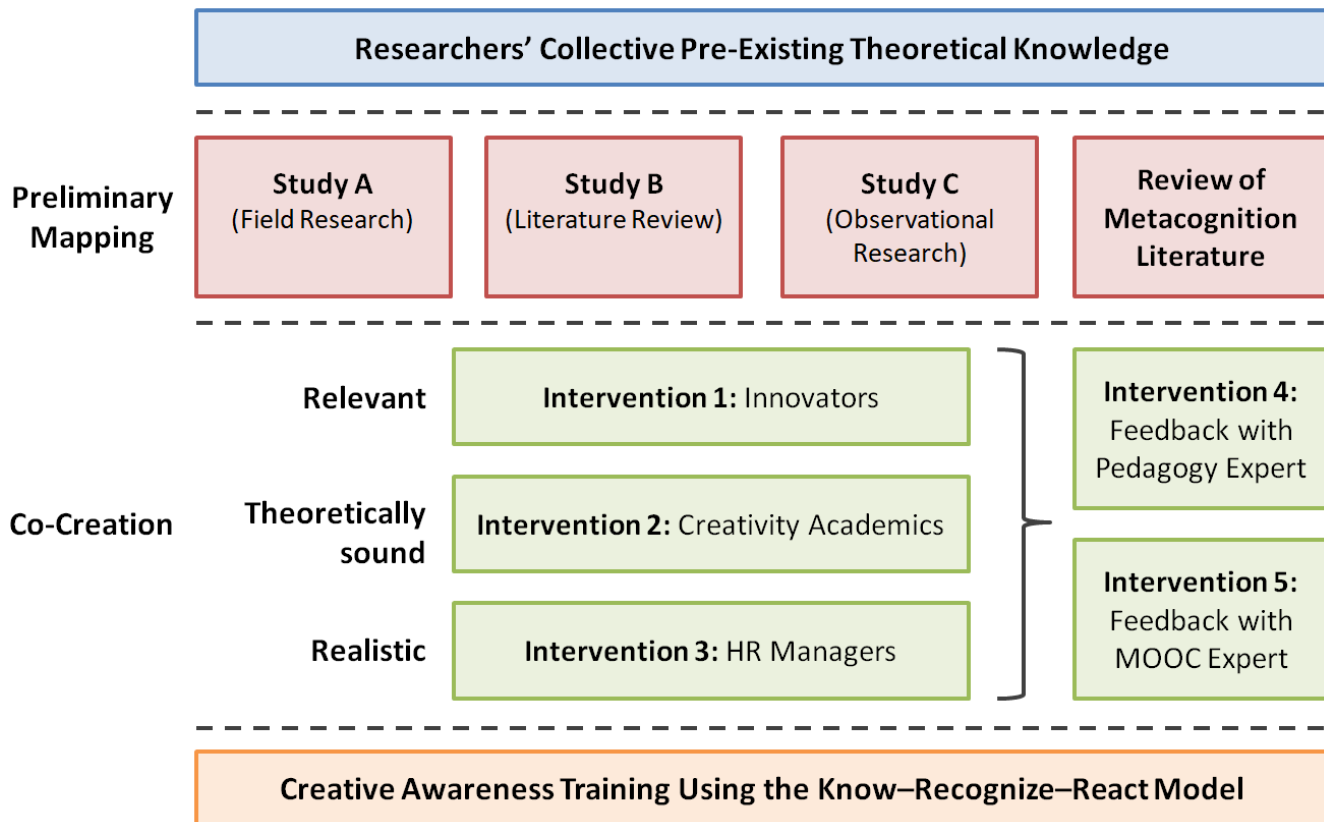 Researchers’ Collective Pre-Existing Theoretical Knowledge
Preliminary
Mapping
Study A
(Field Research)
Study B
(Literature Review)
Study C
(Observational
Research)
Review of
Metacognition
Literature
Co-Creation
Relevant
Intervention 1: Innovators
Theoretically
sound
Intervention 2: Creativity Academics
Realistic
Intervention 3: HR Managers
Intervention 4:
Feedback with
Pedagogy Expert
Intervention 5:
Feedback with
MOOC Expert
Creative Awareness Training Using the Know–Recognize–React Model